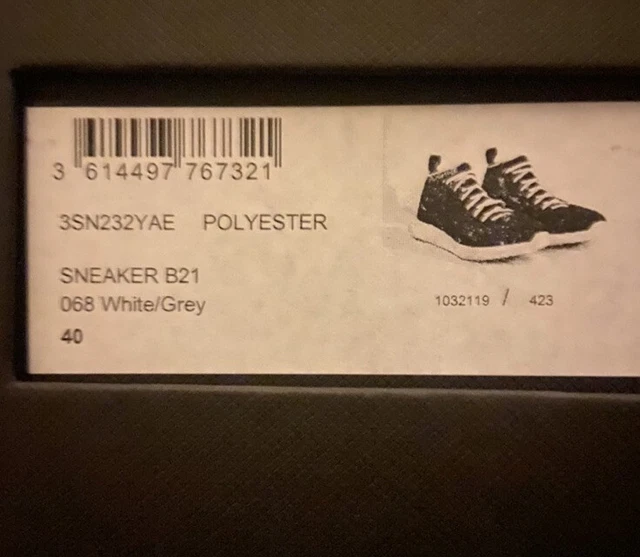 3 614497 767321
3SN232YAE POLYESTER
SNEAKER B21
068 White/Grey
40
1032119 / 423